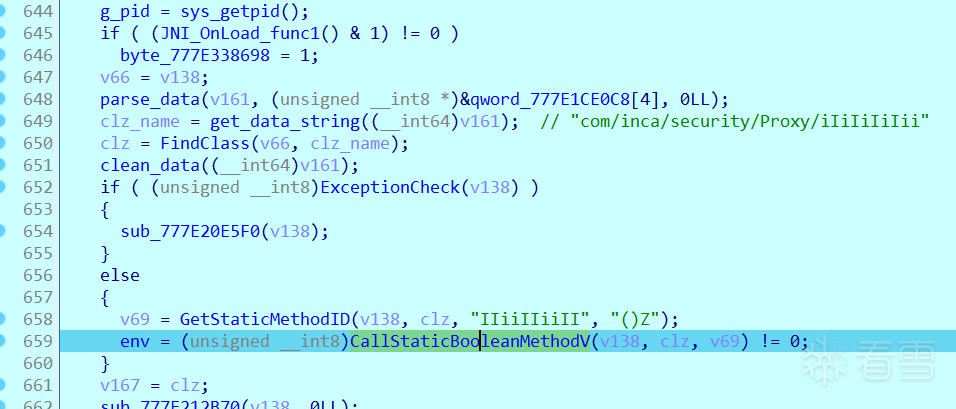 644 g_pid = sys_getpid();
645 if ( (JNI_OnLoad_func1() & 1) != 0 )
646 byte_777E338698 = 1;
647 v66 = v138;
648 parse_data(v161, (unsigned __int8 *)&qword_777E1CE0C8[4], 0LL);
649 clz_name = get_data_string((__int64)v161); // "com/inca/security/Proxy/iIiIiIiIii"
650 clz = FindClass(v66, clz_name);
651 clean_data((__int64)v161);
652 if ( (unsigned __int8)ExceptionCheck(v138) )
653 {
654 sub_777E20E5F0(v138);
655 }
656 else
657 {
658 v69 = GetStaticMethodID(v138, clz, "IIiiIIiiII", "()Z");
659 env = (unsigned __int8)CallStaticBooleanMethodV(v138, clz, v69) != 0;
660 }
661 v167 = clz;
662 sub_777E212B70(v138, 0LL);
看雪